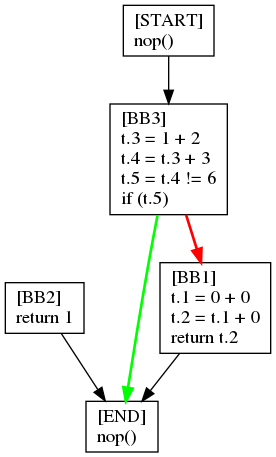 [START]
nop()
[BB3]
t.3 = 1 + 2
t.4 = t.3 + 3
t.5 = t.4 != 6
if (t.5)
[BB2]
return 1
[BB1]
t.1 = 0 + 0
t.2 = t.1 + 0
return t.2
[END]
nop()